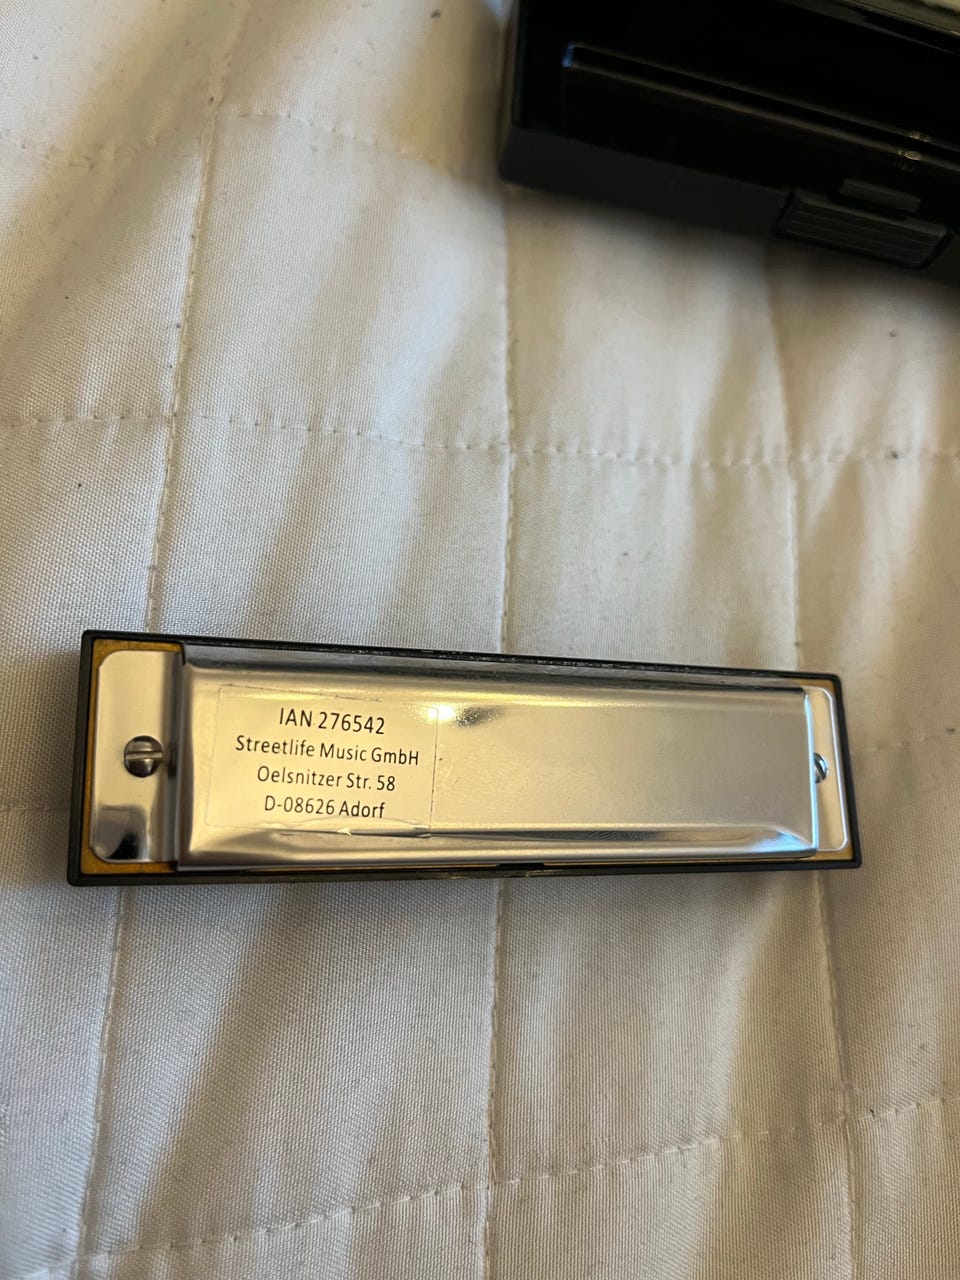 IAN 276542
Streetlife Music GmbH
Oelsnitzer Str. 58
D-08626 Adorf